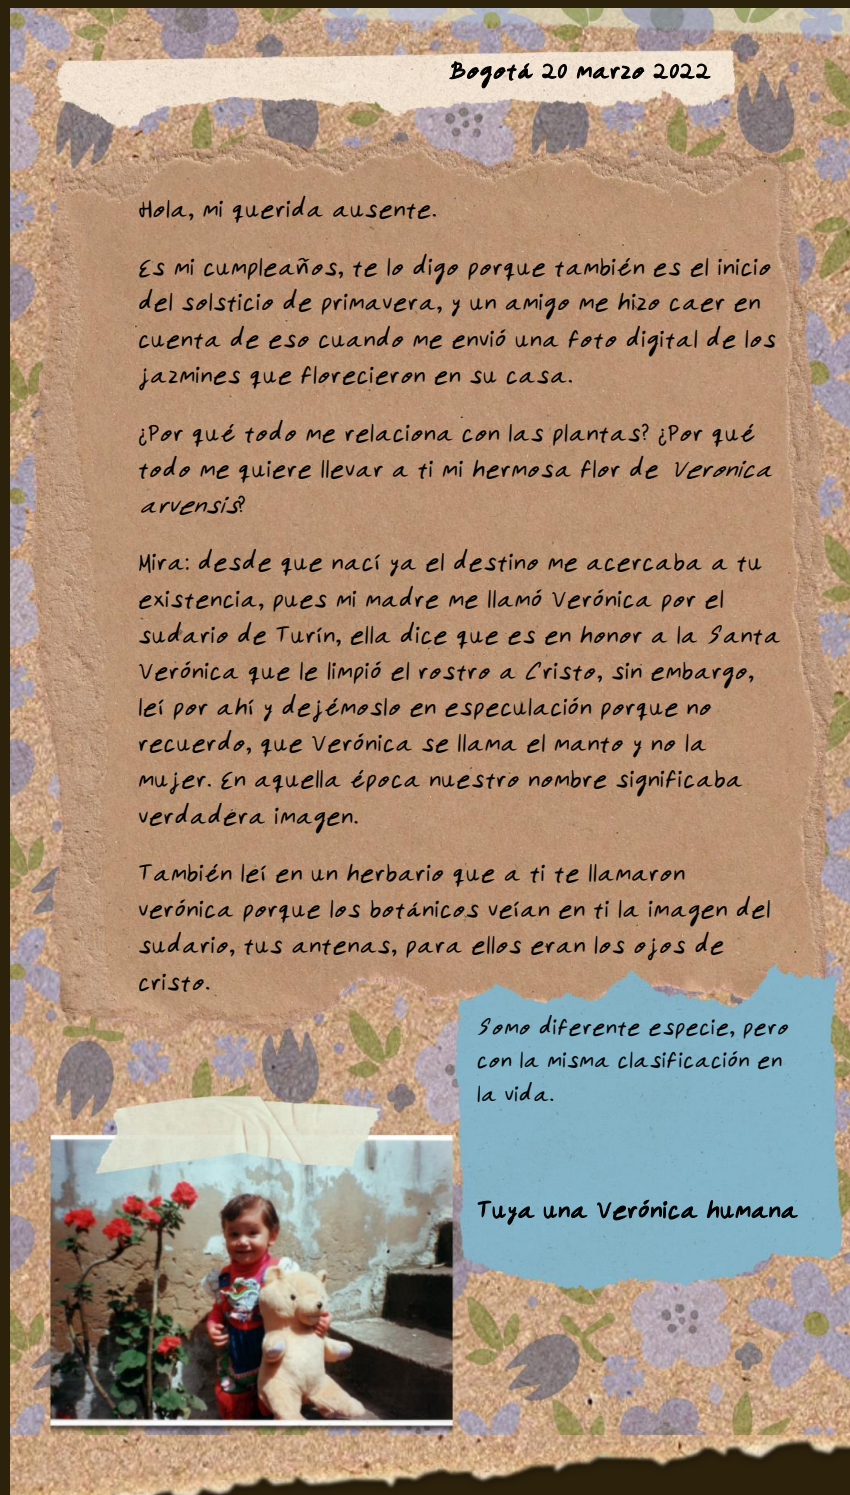 Bogotá 20 marzo 2022
Hola, mi querida ausente.
Es mi cumpleaños, te lo digo porque también es el inicio
del solsticio de primavera, y un amigo me hizo caer en
cuenta de eso cuando me envió una foto digital de los
jazmines que florecieron en su casa.
¿Por qué todo me relaciona con las plantas? ¿Por qué
todo me quiere llevar a ti mi hermosa flor de Veronica
arvensis?
Mira: desde que nací ya el destino me acercaba a tu
existencia, pues mi madre me llamó Verónica por el
sudario de Turín, ella dice que es en honor a la Santa
Verónica que le limpió el rostro a Cristo, sin embargo,
leí por ahí y dejémoslo en especulación porque no
recuerdo, que Verónica se llama el manto y no la
mujer. En aquella época nuestro nombre significaba
verdadera imagen.
También leí en un herbario que a ti te llamaron
verónica porque los botánicos veían en ti la imagen del
sudario, tus antenas, para ellos eran los ojos de
cristo.
Somo diferente especie, pero
con la misma clasificación en
la vida.
Tuya una Verónica humana